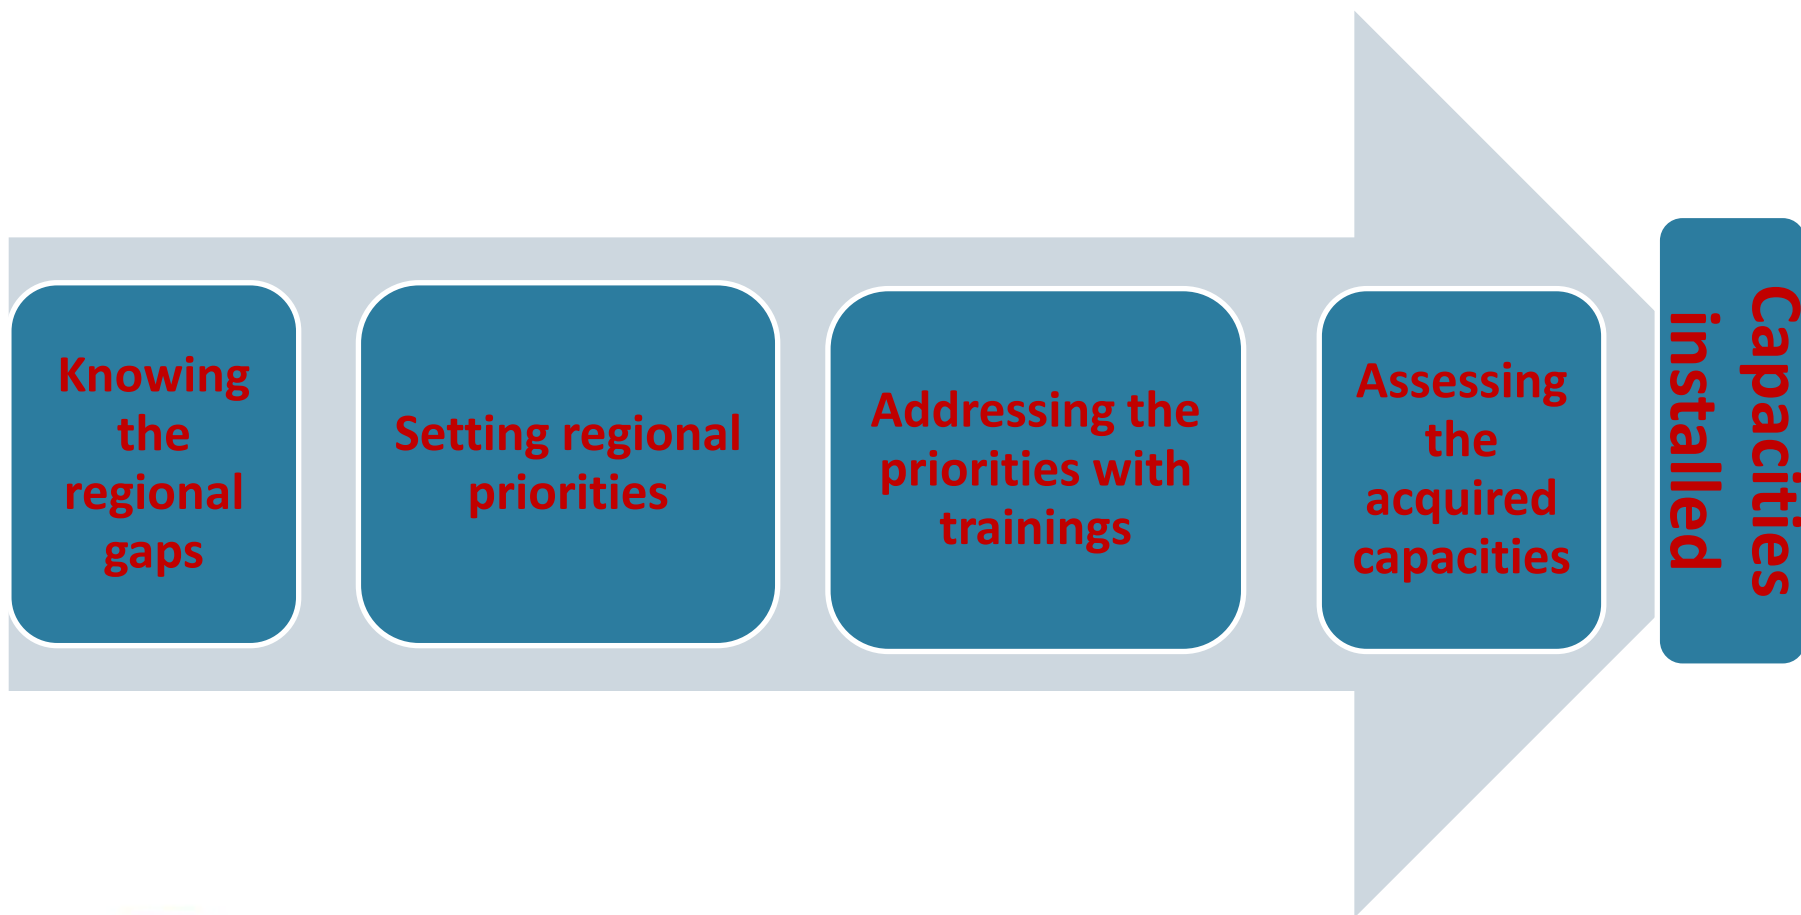 Knowing
the
regional
gaps
Setting regional
priorities
Addressing the
priorities with
trainings
Assessing
the
acquired
capacities
Capacities
installed